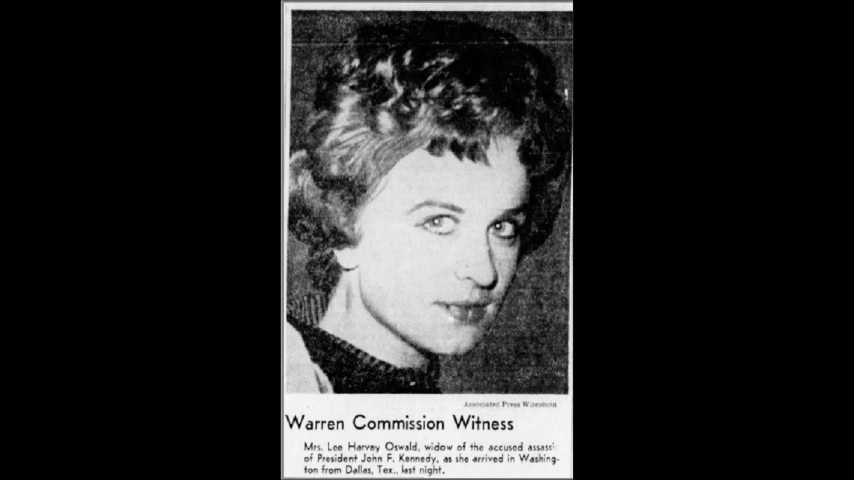 Associated Press Wirephoto
Warren Commission Witness
Mrs. Lee Harvey Oswald, widow of the accused
of President John F. Kennedy, as she arrived in Washing-
ton from Dallas, Tex., last night.